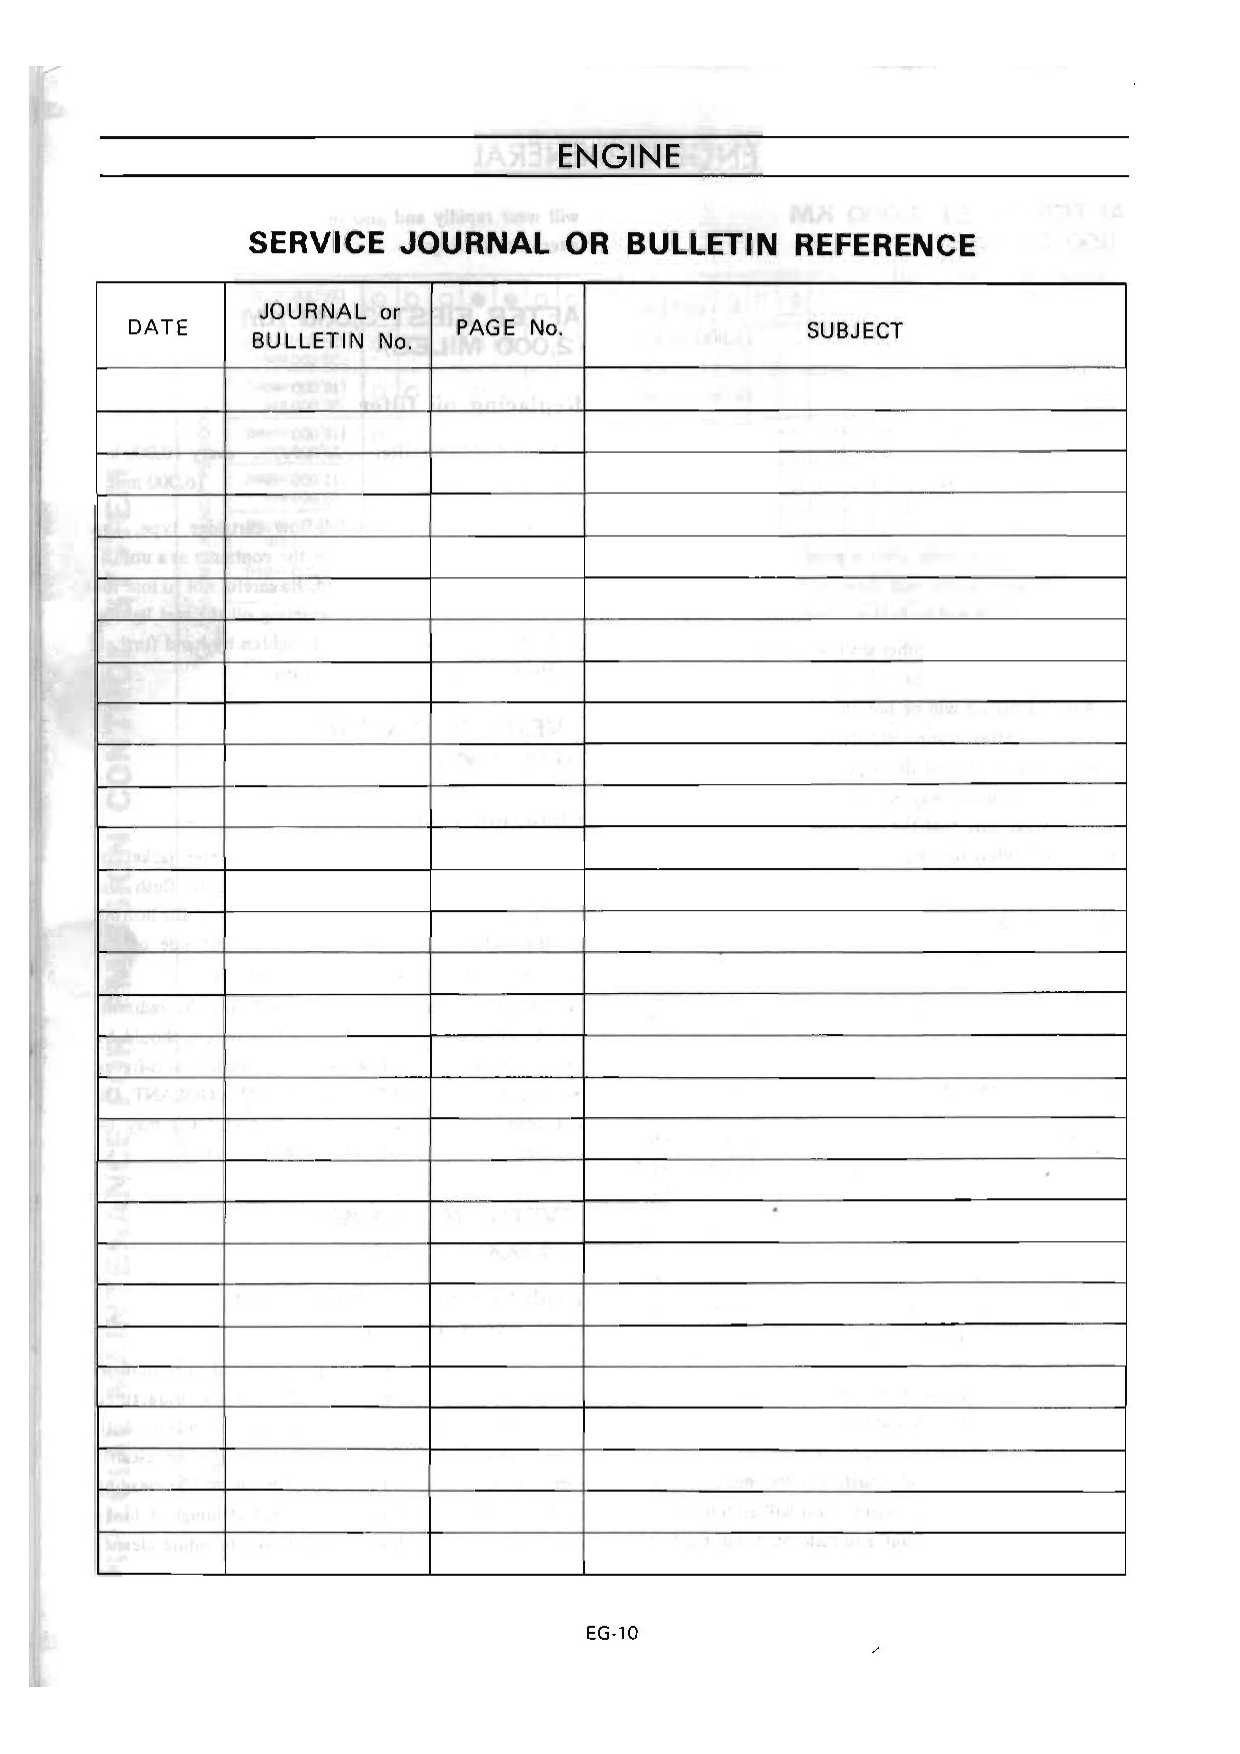 ENGINE
SERVICE JOURNAL OR BULLETIN REFERENCE
DATE
JOURNAL or
BULLETIN No.
PAGE No.
SUBJECT
EG-10